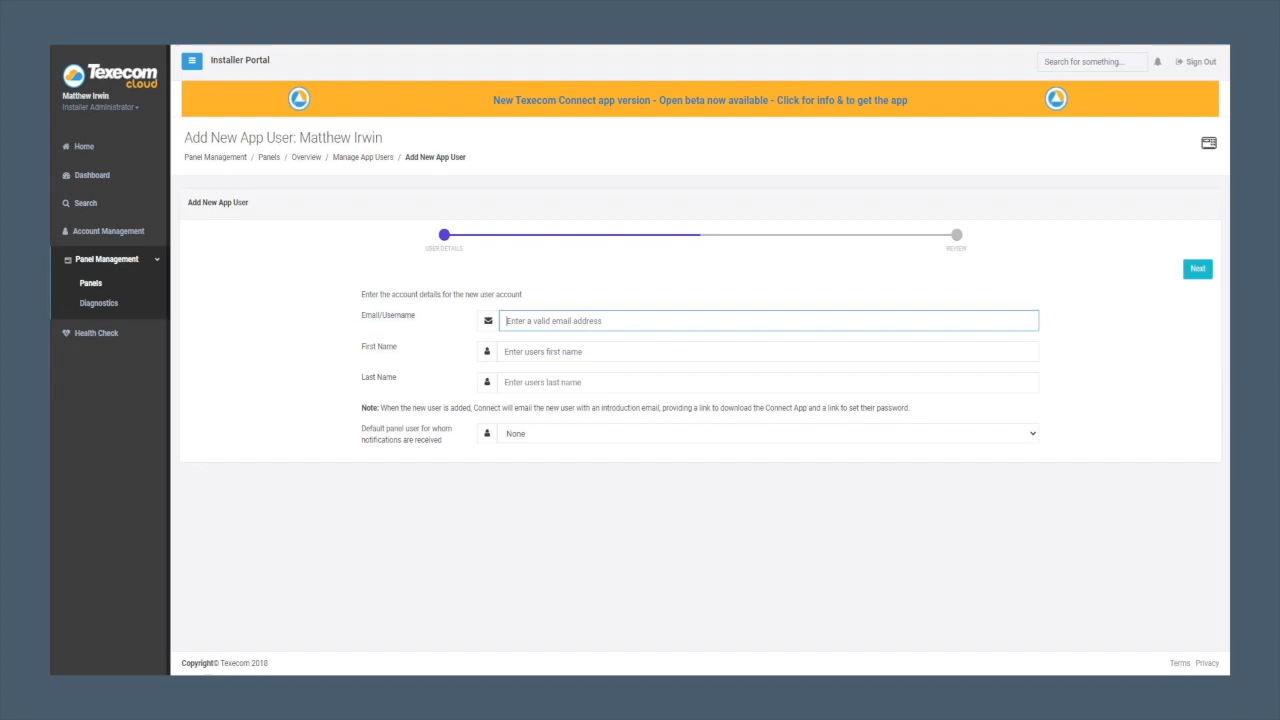 Texecom
cloud
Matthew Irwin
Installer Administrator
Home
Dashboard
Search
Account Management
Panel Management
Panels
Diagnostics
Health Check
Installer Portal
Search for something...
Sign Out
New Texecom Connect app version - Open beta now available - Click for info & to get the app
Add New App User: Matthew Irwin
Panel Management / Panels / Overview / Manage App Users / Add New App User
Add New App User
USER DETAILS
REVIEW
Next
Enter the account details for the new user account
Email/Username
Enter a valid email address
First Name
Enter users first name
Last Name
Enter users last name
Note: When the new user is added, Connect will email the new user with an introduction email, providing a link to download the Connect App and a link to set their password.
Default panel user for whom
notifications are received
None
Copyright© Texecom 2018
Terms Privacy